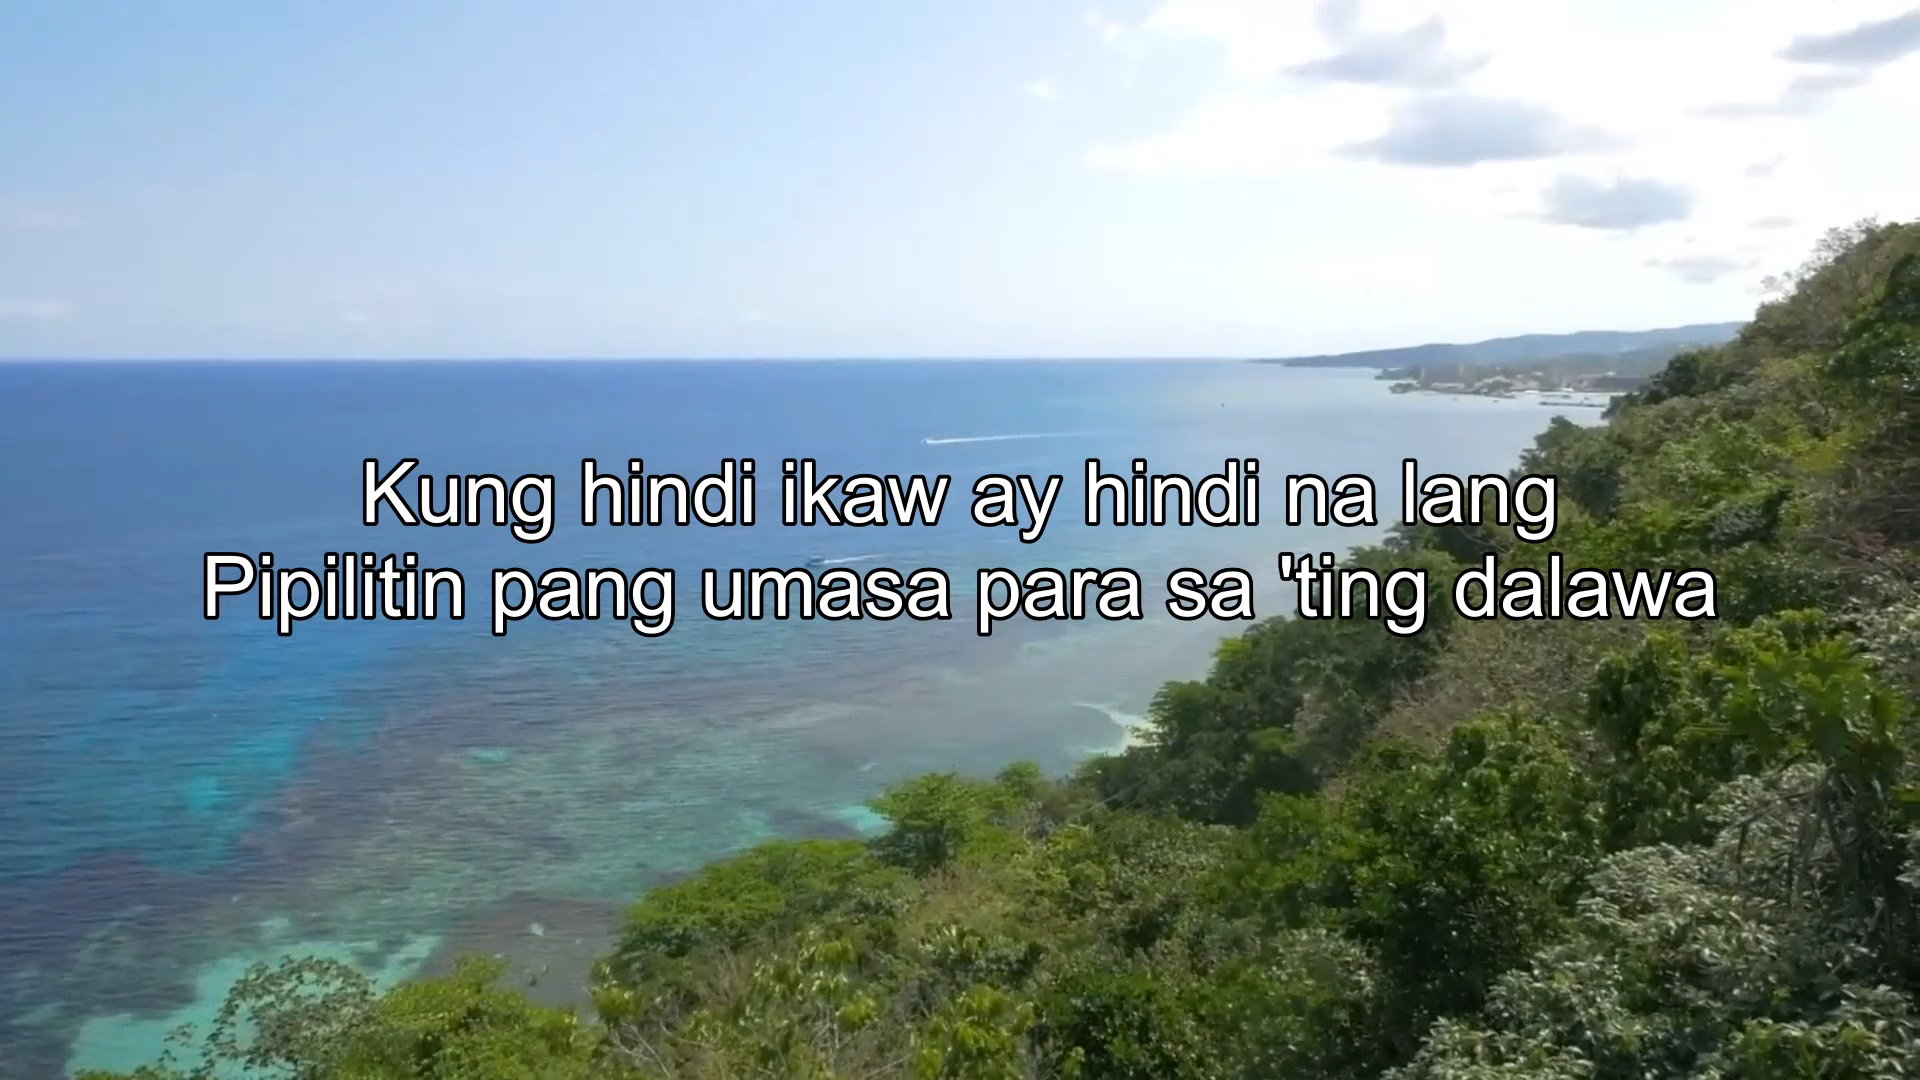 Kung hindi ikaw ay hindi na lang
Pipilitin pang umasa para sa 'ting dalawa